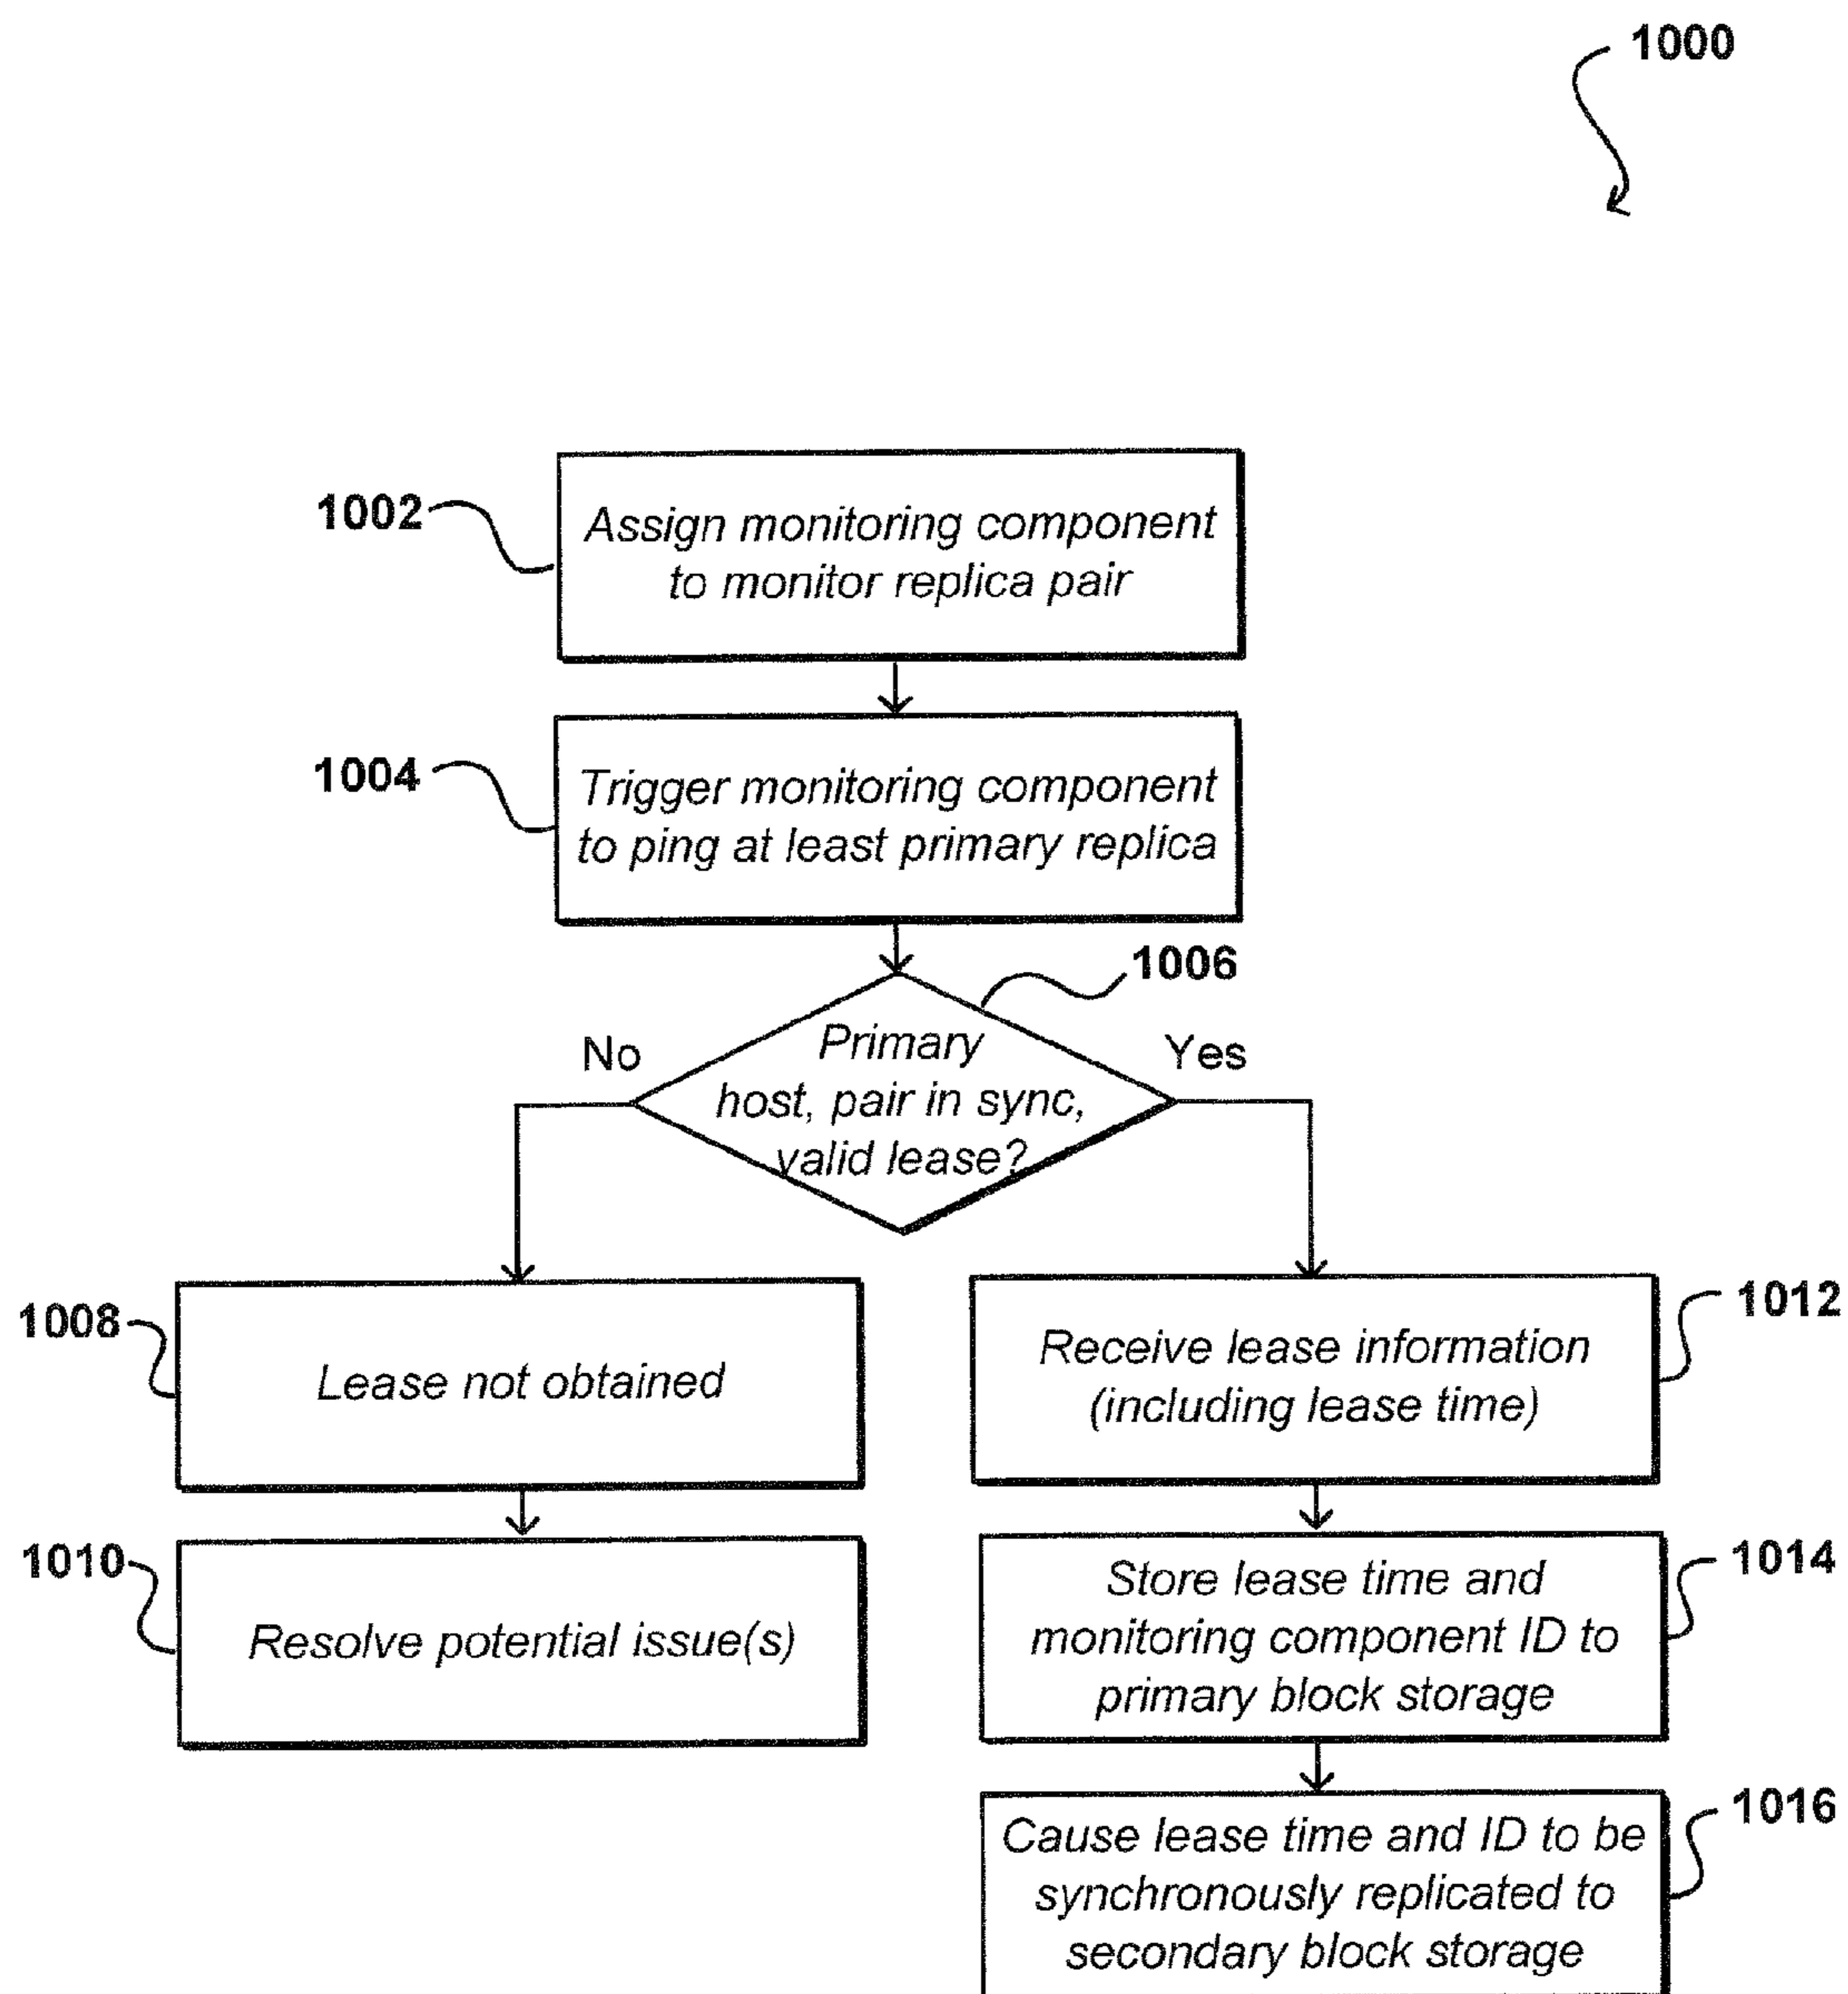 1000
1002
Assign monitoring component
to monitor replica pair
1004
Trigger monitoring component
to ping at least primary replica
1006
No
Yes
Primary
host, pair in sync,
valid lease?
1008
Lease not obtained
1012
Receive lease information
(including lease time)
1010
Resolve potential issue(s)
1014
Store lease time and
monitoring component ID to
primary block storage
1016
Cause lease time and ID to be
synchronously replicated to
secondary block storage